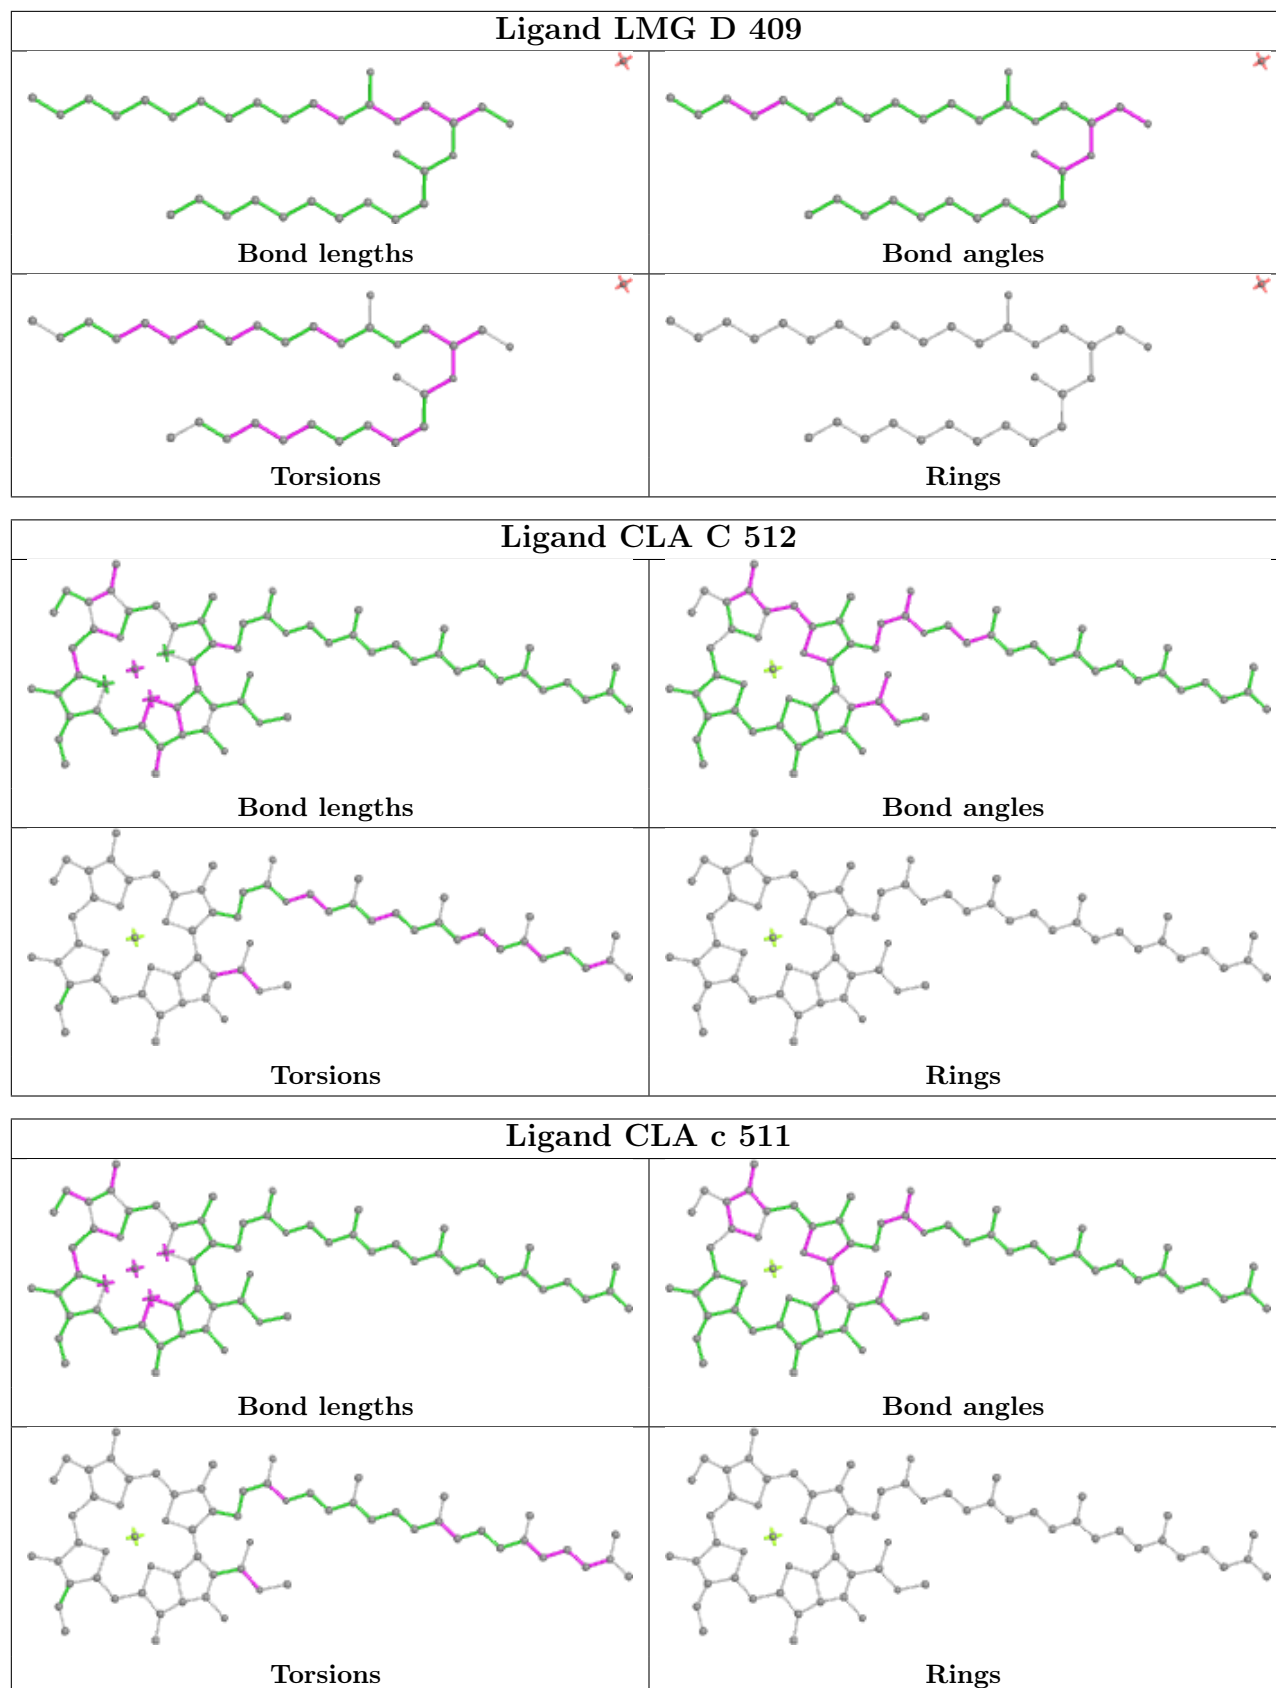 Ligand LMG D 409
Bond lengths
Bond angles
Torsions
Rings
Ligand CLA C 512
Bond lengths
Bond angles
Torsions
Rings
Ligand CLA c 511
Bond lengths
Bond angles
Torsions
Rings